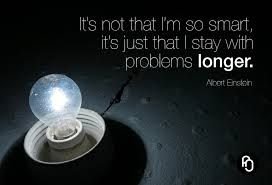 It's not that I'm so smart,
it's just that I stay with
problems longer.
Albert Einstein